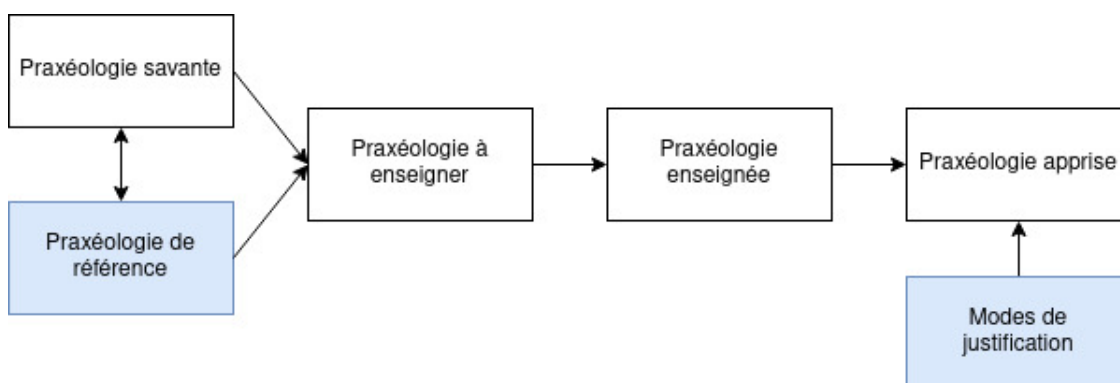 Praxéologie savante
Praxéologie de
référence
Praxéologie à
enseigner
Praxéologie
enseignée
Praxéologie apprise
Modes de
justification